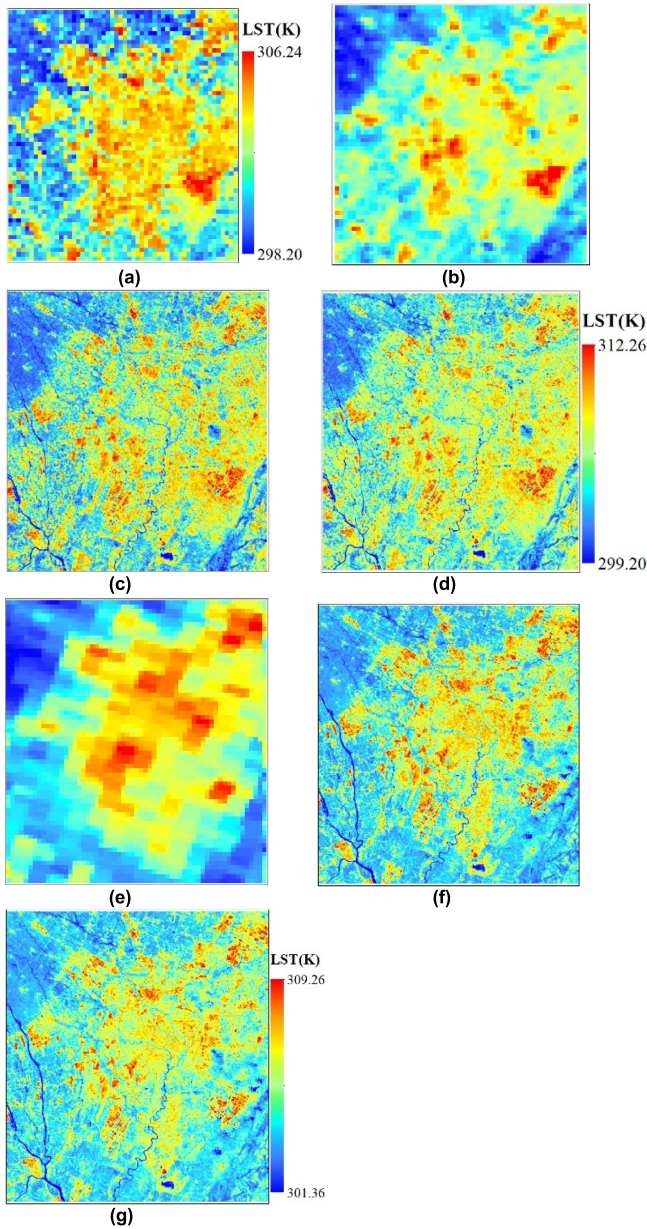 LST(K)
306.24
298.20
(a)
(b)
LST(K)
312.26
299.20
(c)
(d)
(e)
(f)
LST(K)
309.26
301.36
(g)